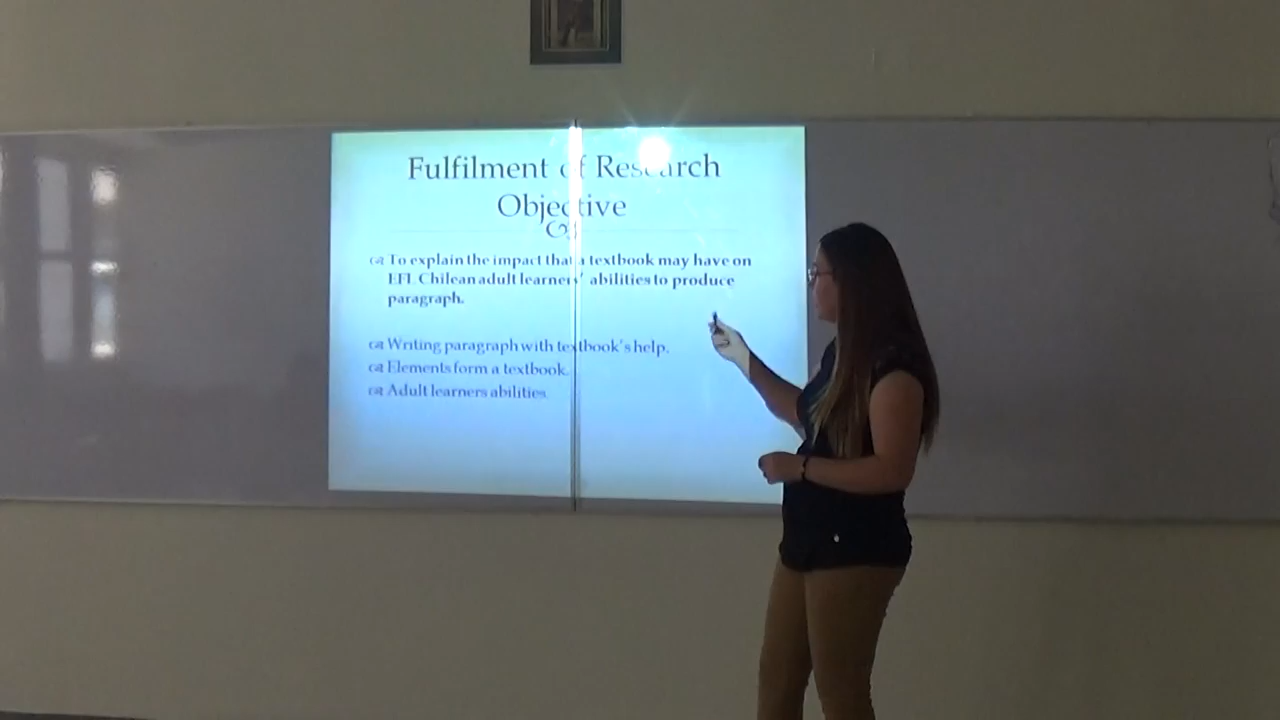 Fulfilment of Research
Objective
To explain the impact that a textbook may have on
EFL Chilean adult learners' abilities to produce
paragraph.
Writing paragraph with textbook's help.
Elements form a textbook.
Adult learners abilities.